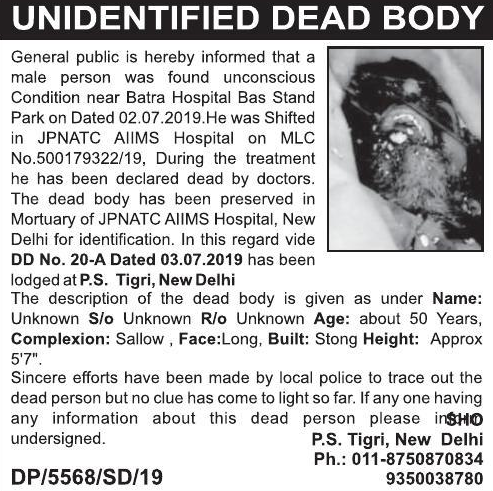 UNIDENTIFIED DEAD BODY
General public is hereby informed that a
male person was found unconscious
Condition near Batra Hospital Bas Stand
Park on Dated 02.07.2019.He was Shifted
in JPNATC AIIMS Hospital on MLC
No.500179322/19, During the treatment
he has been declared dead by doctors.
The dead body has been preserved in
Mortuary of JPNATC AIIMS Hospital, New
Delhi for identification. In this regard vide
DD No. 20-A Dated 03.07.2019 has been
lodged at P.S. Tigri, New Delhi
The description of the dead body is given as under Name:
Unknown S/o Unknown R/o Unknown Age: about 50 Years,
Complexion: Sallow , Face:Long, Built: Stong Height: Approx
5'7".
Sincere efforts have been made by local police to trace out the
dead person but no clue has come to light so far. If any one having
any information about this dead person please
SHO
undersigned.
P.S. Tigri, New Delhi
Ph.: 011-8750870834
DP/5568/SD/19
9350038780